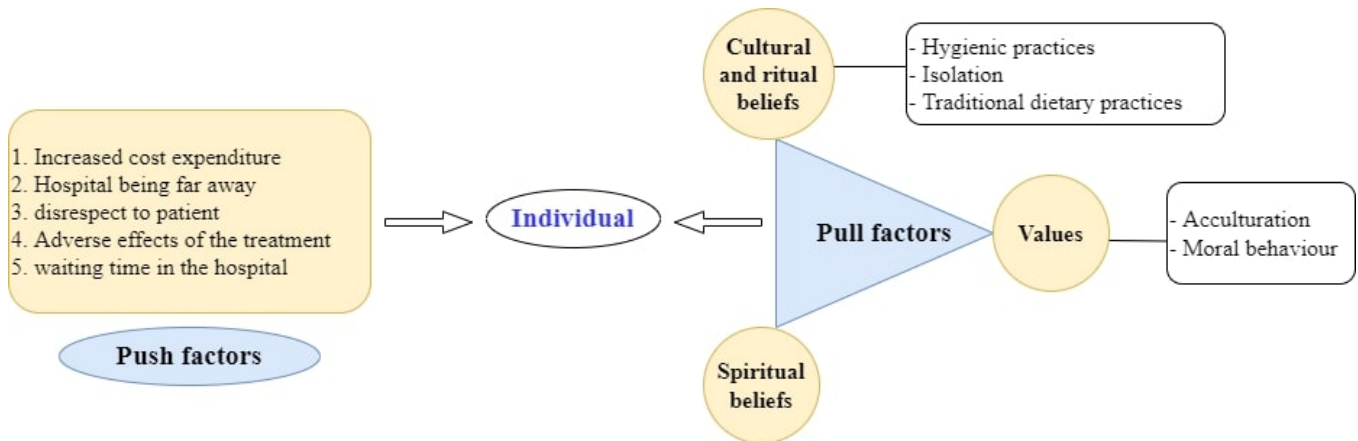 1. Increased cost expenditure
2. Hospital being far away
3. disrespect to patient
4. Adverse effects of the treatment
5. waiting time in the hospital
Push factors
Individual
Pull factors
Cultural
and ritual
beliefs
- Hygienic practices
- Isolation
- Traditional dietary practices
Values
- Acculturation
- Moral behaviour
Spiritual
beliefs